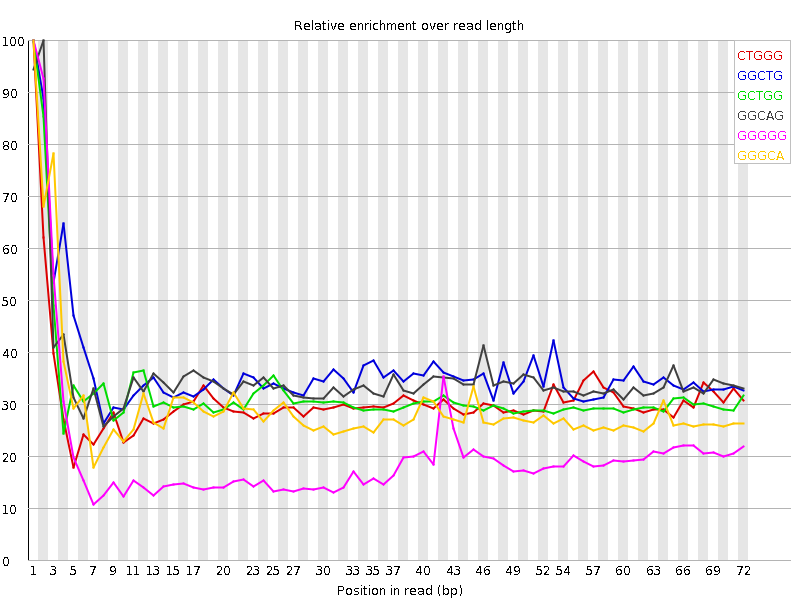 Relative enrichment over read length
100
90
80
70
60
50
40
30
20
10
0
CTGGG
GGCTG
GCTGG
GGCAG
GGGGG
GGGCA
1 3 5 7 9 11 13 15 17 20 23 25 27 30 33 35 37 40 43 46 49 52 54 57 60 63 66 69 72
Position in read (bp)